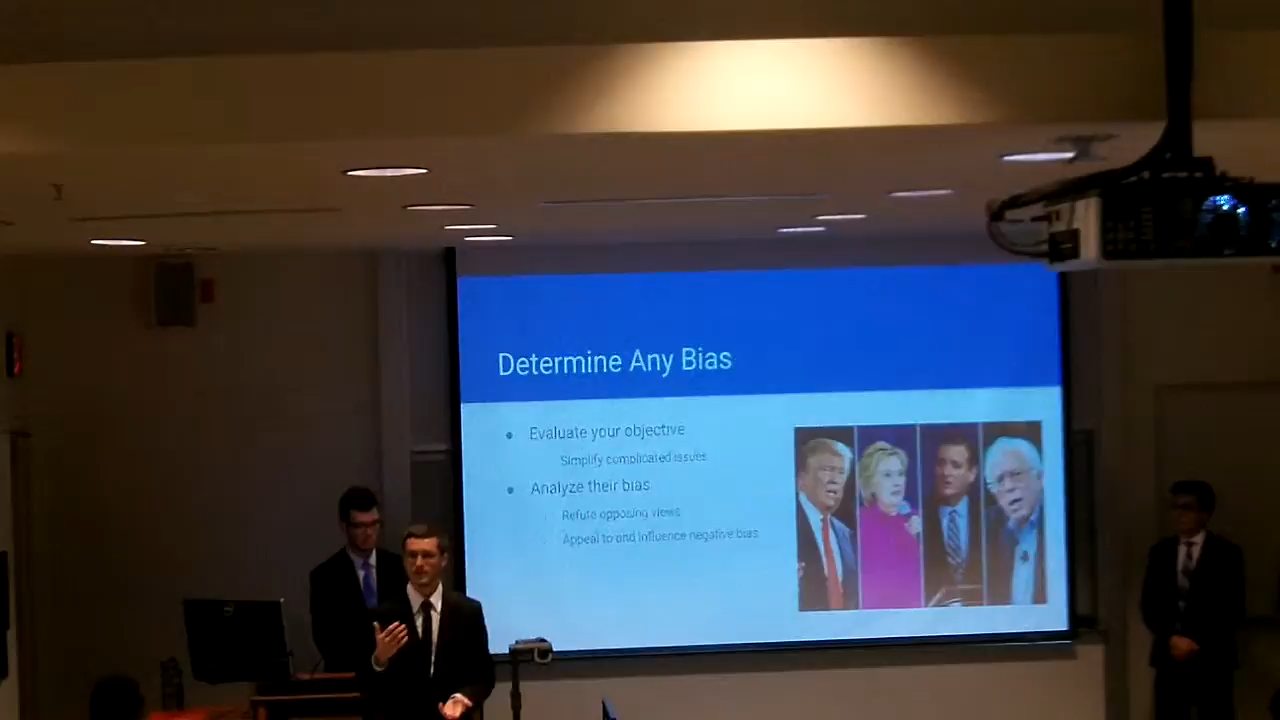 Determine Any Bias
Evaluate your objective
Simplify complicated issues
Analyze their bias
Refute opposing views
Appeal to and influence negative bias